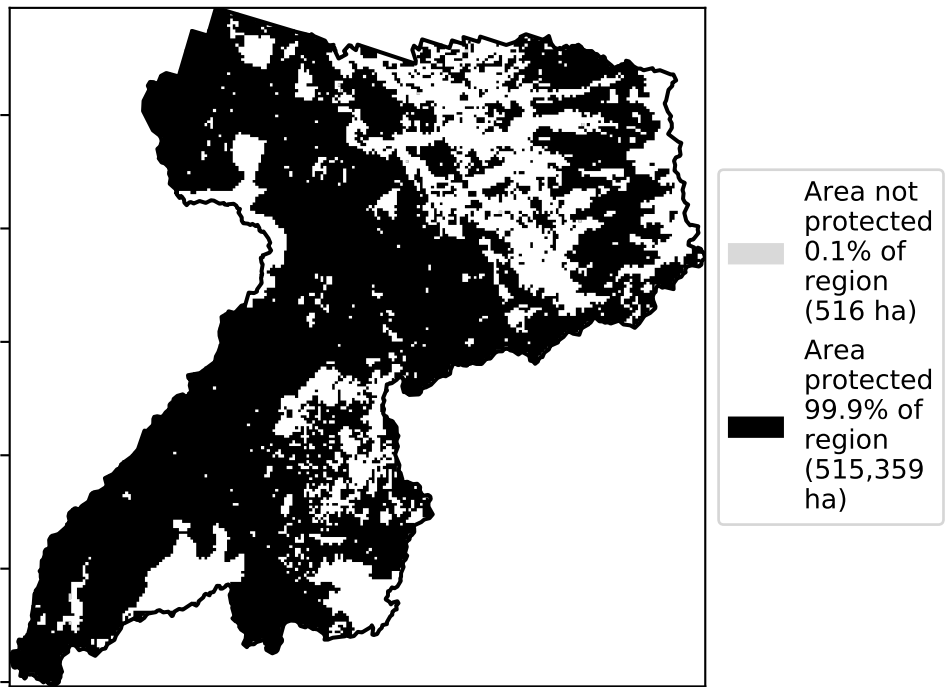 Area not
protected
0.1% of
region
(516 ha)
Area
protected
99.9% of
region
(515,359
ha)